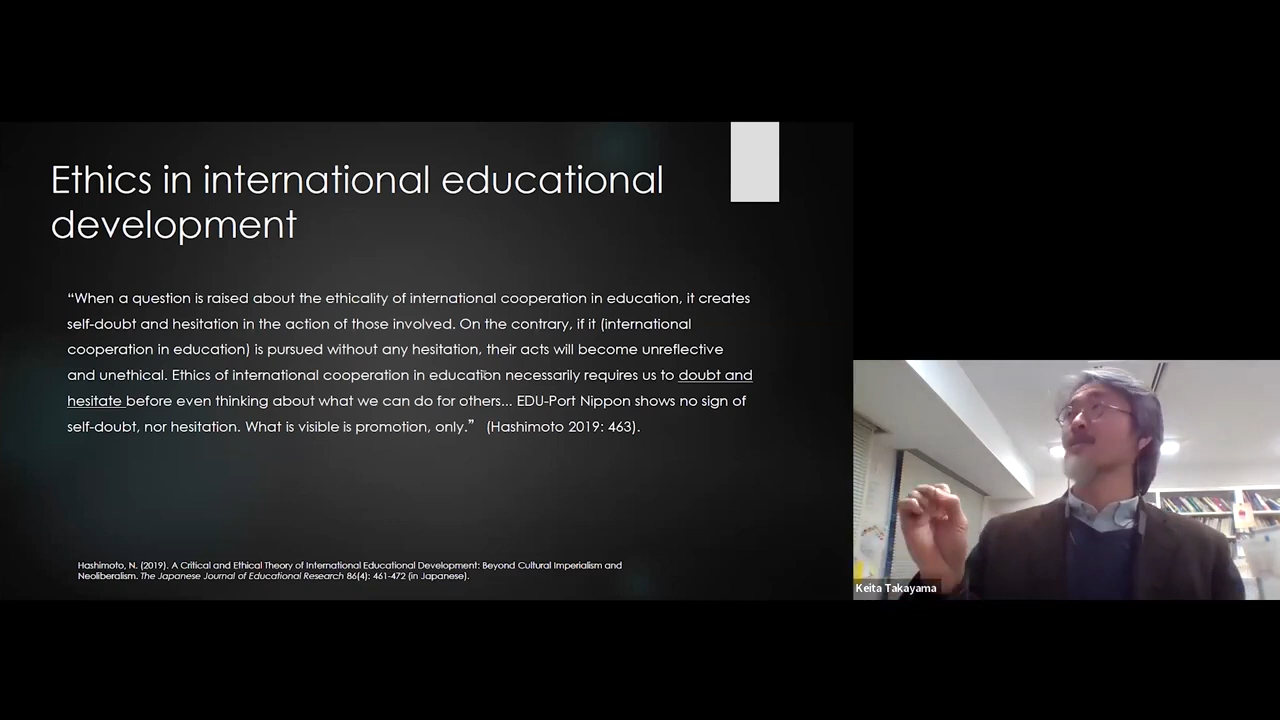 Ethics in international educational
development
“When a question is raised about the ethicality of international cooperation in education, it creates
self-doubt and hesitation in the action of those involved. On the contrary, if it (international
cooperation in education) is pursued without any hesitation, their acts will become unreflective
and unethical. Ethics of international cooperation in education necessarily requires us to doubt and
hesitate before even thinking about what we can do for others... EDU-Port Nippon shows no sign of
self-doubt, nor hesitation. What is visible is promotion, only.” (Hashimoto 2019: 463).
Hashimoto, N. (2019). A Critical and Ethical Theory of International Educational Development: Beyond Cultural Imperialism and
Neoliberalism. The Japanese Journal of Educational Research 86(4): 461-472 (in Japanese).
Keita Takayama